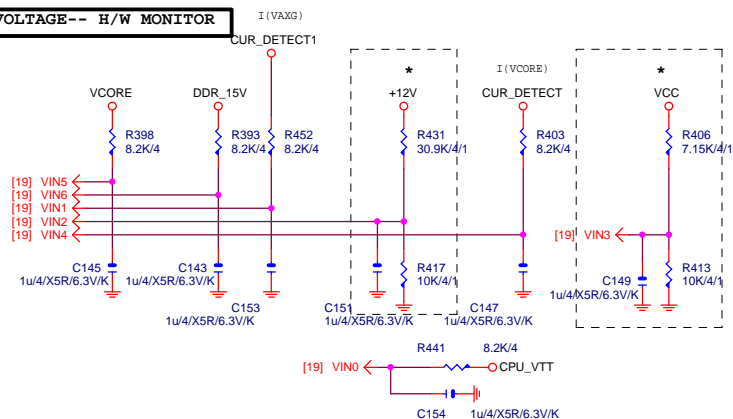 VOLTAGE-- H/W MONITOR
I(VAXG)
CUR_DETECT1
*
*
I(VCORE)
VCORE
DDR_15V
+12V
CUR_DETECT
VCC
R398
8.2K/4
R393
8.2K/4
R452
8.2K/4
R431
30.9K/4/1
R403
8.2K/4
R406
7.15K/4/1
[19] VIN5
[19] VIN6
[19] VIN1
[19] VIN2
[19] VIN4
[19] VIN3
C145
1u/4/X5R/6.3V/K
C143
1u/4/X5R/6.3V/K
C153
1u/4/X5R/6.3V/K
C151
1u/4/X5R/6.3V/K
R417
10K/4/1
C147
1u/4/X5R/6.3V/K
C149
1u/4/X5R/6.3V/K
R413
10K/4/1
R441
8.2K/4
[19] VIN0
CPU_VTT
C154
1u/4/X5R/6.3V/K